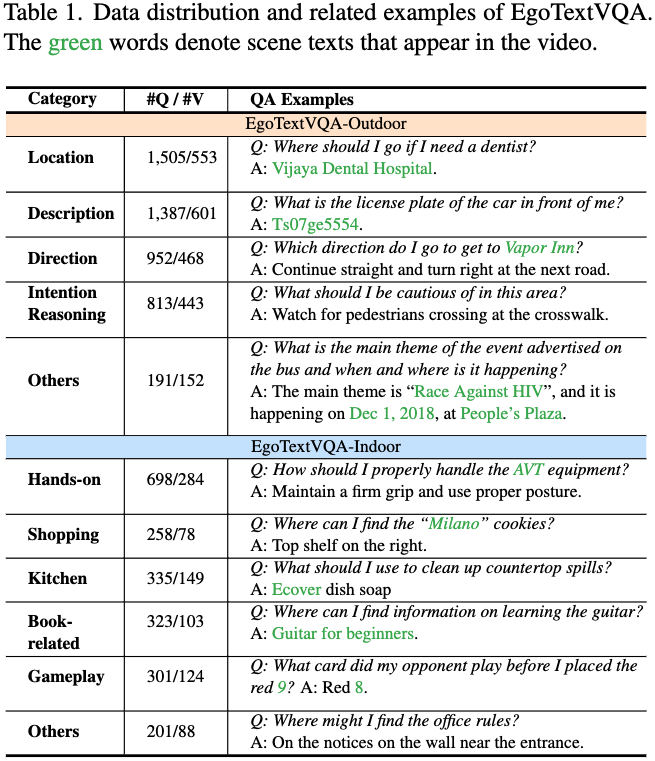 Table 1. Data distribution and related examples of EgoTextVQA.
The green words denote scene texts that appear in the video.
Category #Q / #V QA Examples
EgoTextVQA-Outdoor
Location 1,505/553 Q: Where should I go if I need a dentist?
A: Vijaya Dental Hospital.
Description 1,387/601 Q: What is the license plate of the car in front of me?
A: Ts07ge5554.
Direction 952/468 Q: Which direction do I go to get to Vapor Inn?
A: Continue straight and turn right at the next road.
Intention Reasoning 813/443 Q: What should I be cautious of in this area?
A: Watch for pedestrians crossing at the crosswalk.
Others 191/152 Q: What is the main theme of the event advertised on
the bus and when and where is it happening?
A: The main theme is “Race Against HIV”, and it is
happening on Dec 1, 2018, at People’s Plaza.
EgoTextVQA-Indoor
Hands-on 698/284 Q: How should I properly handle the AVT equipment?
A: Maintain a firm grip and use proper posture.
Shopping 258/78 Q: Where can I find the “Milano” cookies?
A: Top shelf on the right.
Kitchen 335/149 Q: What should I use to clean up countertop spills?
A: Ecover dish soap
Book-related 323/103 Q: Where can I find information on learning the guitar?
A: Guitar for beginners.
Gameplay 301/124 Q: What card did my opponent play before I placed the
red 9? A: Red 8.
Others 201/88 Q: Where might I find the office rules?
A: On the notices on the wall near the entrance.